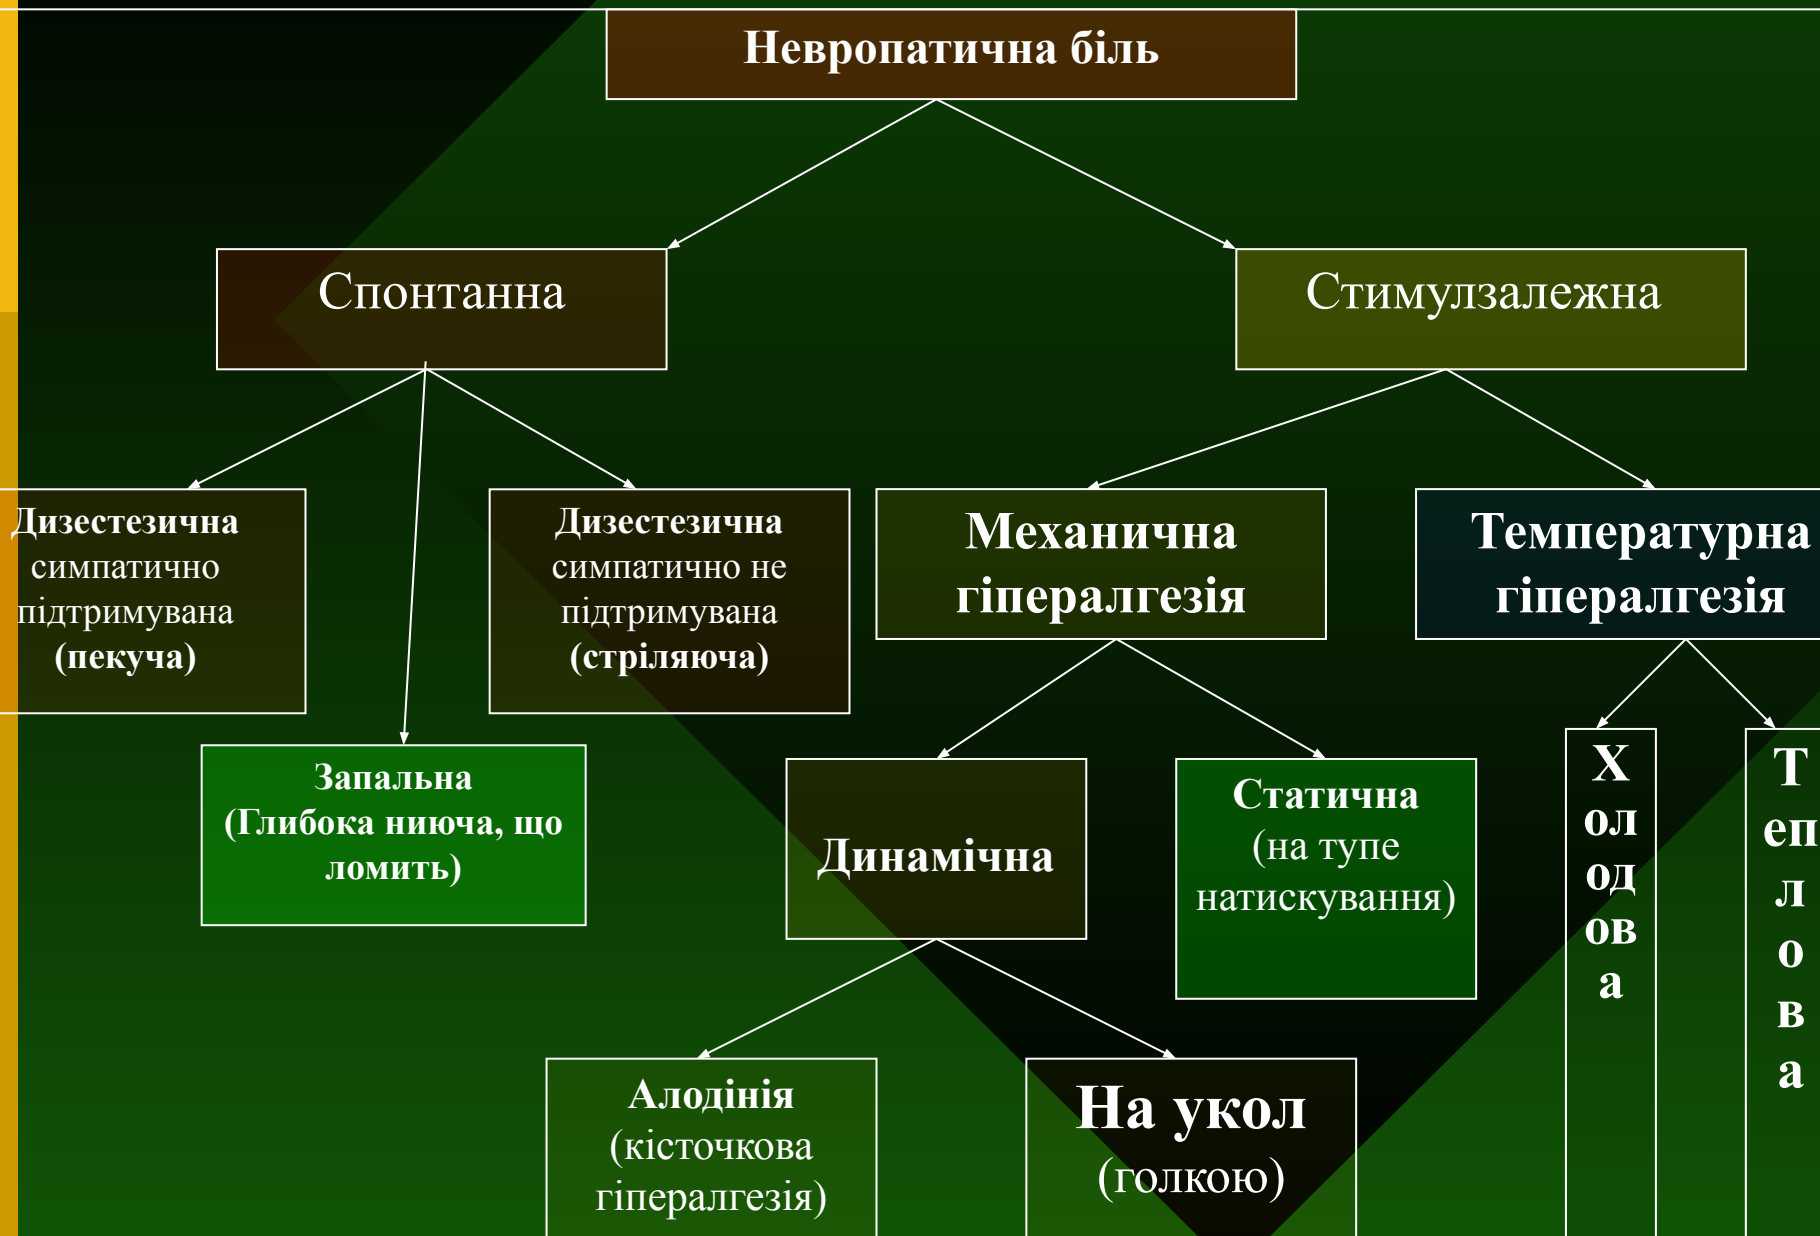 Невропатична біль
Спонтанна
Стимулзалежна
Дизестезична
симпатично
підтримувана
(пекуча)
Дизестезична
симпатично не
підтримувана
(стріляюча)
Механична
гіпералгезія
Температурна
гіпералгезія
Запальна
(Глибока ниюча, що
ломить)
Динамічна
Статична
(на тупе
натискування)
Х
ол
од
ов
а
Т
еп
л
о
в
а
Алодінія
(кісточкова
гіпералгезія)
На укол
(голкою)